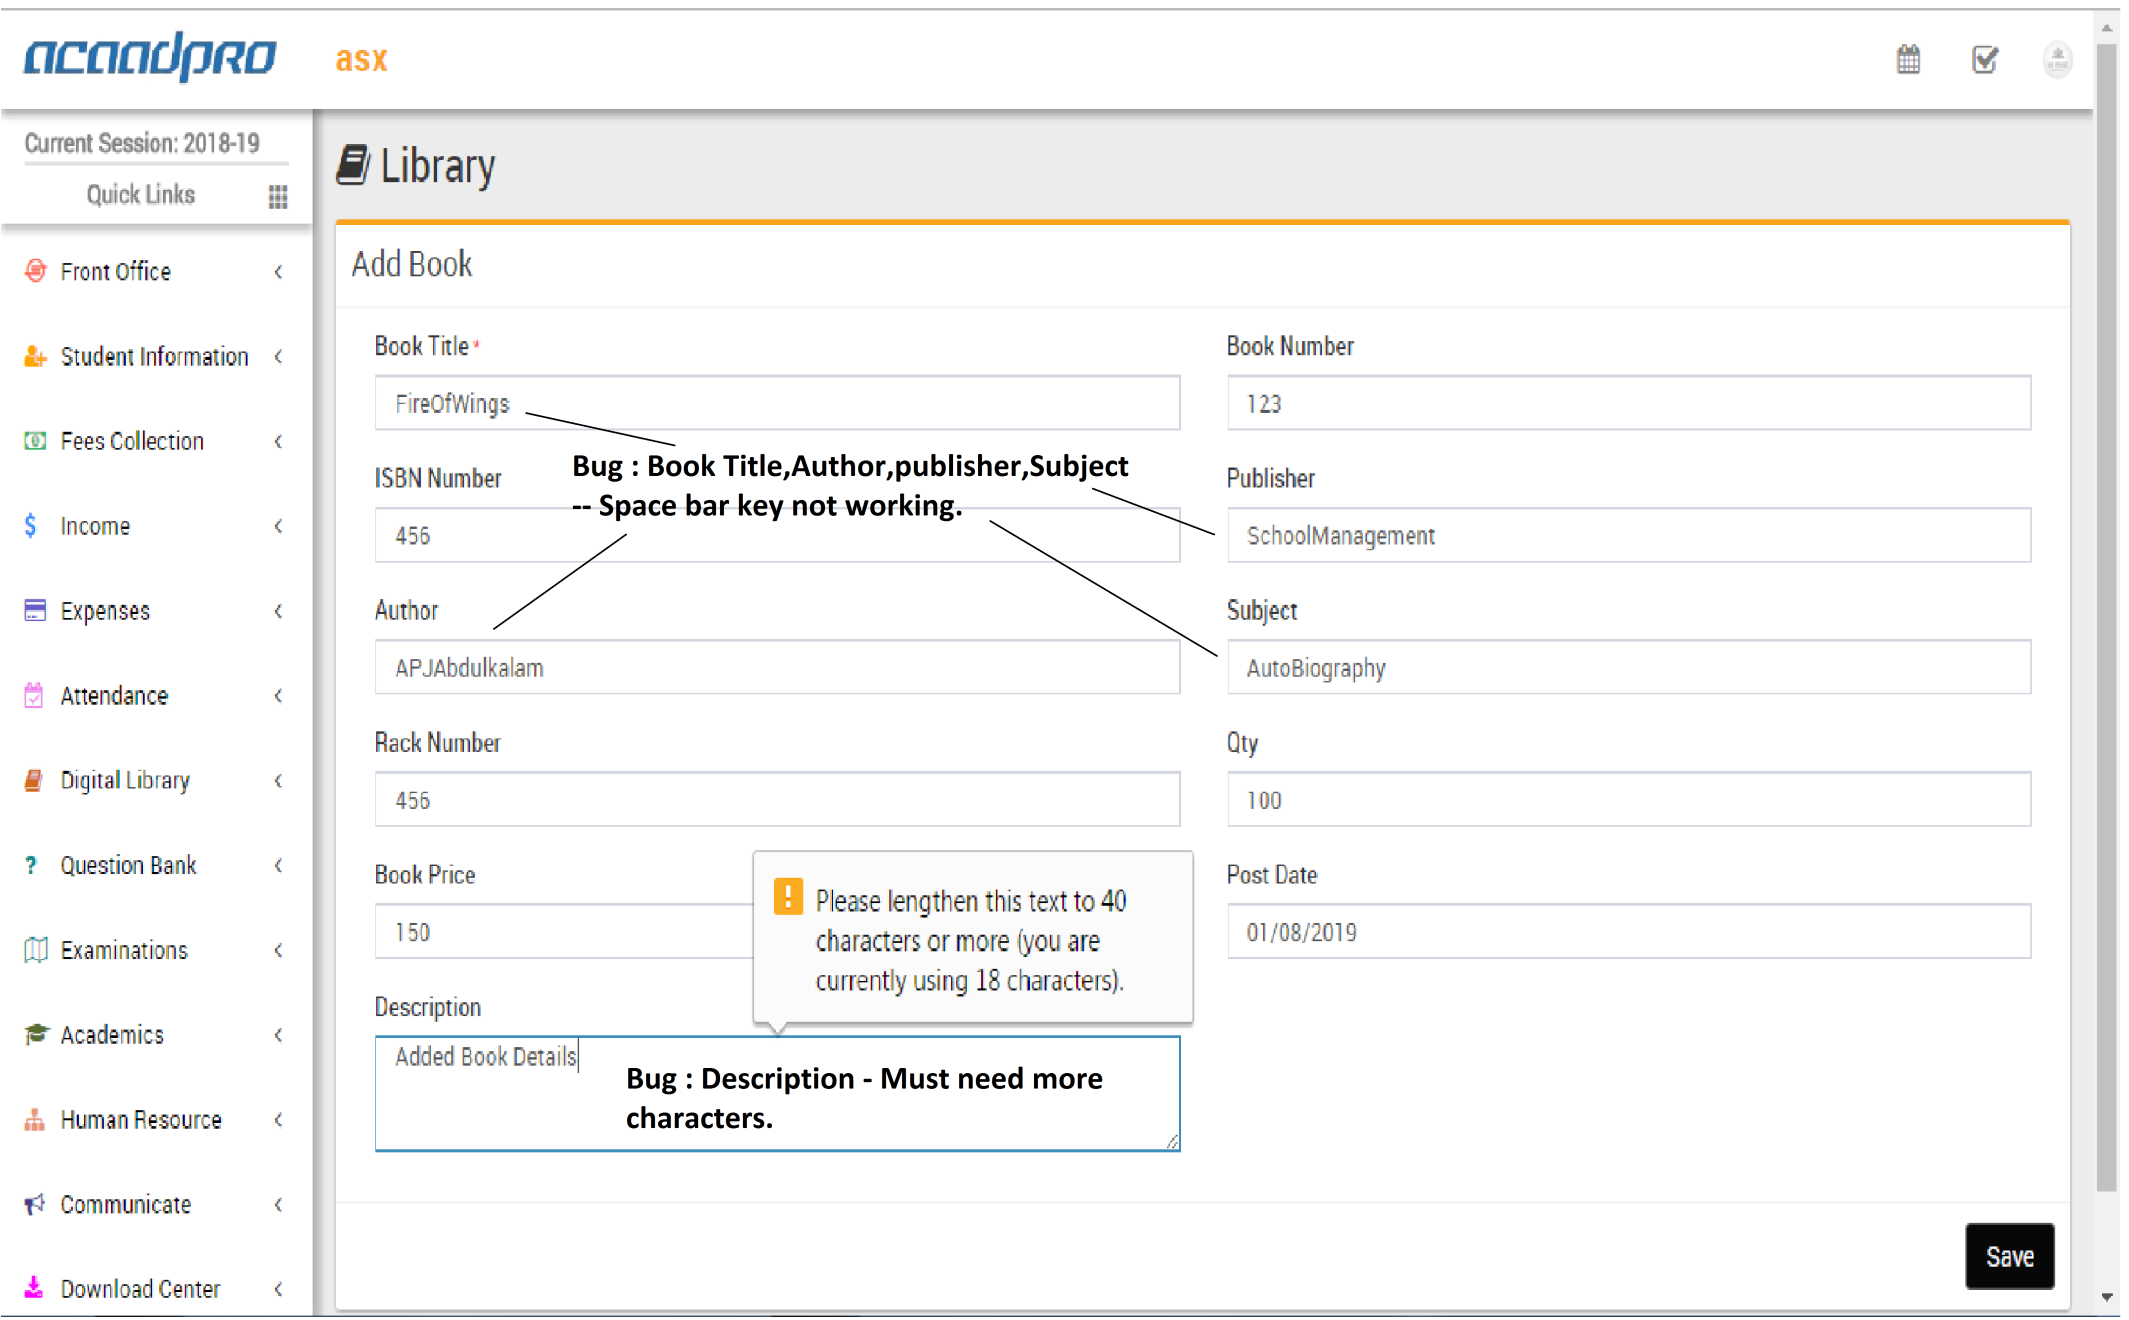 acaadpro
asx
Current Session: 2018-19
Quick Links
Front Office
Student Information
Fees Collection
Income
Expenses
Attendance
Digital Library
Question Bank
Examinations
Academics
Human Resource
Communicate
Download Center
Library
Add Book
Book Title *
FireOfWings
Book Number
123
Bug : Book Title,Author,publisher,Subject
-- Space bar key not working.
ISBN Number
456
Publisher
SchoolManagement
Author
APJAbdulkalam
Subject
AutoBiography
Rack Number
456
Qty
100
Book Price
150
Post Date
01/08/2019
Please lengthen this text to 40
characters or more (you are
currently using 18 characters).
Description
Added Book Details
Bug : Description - Must need more
characters.
Save